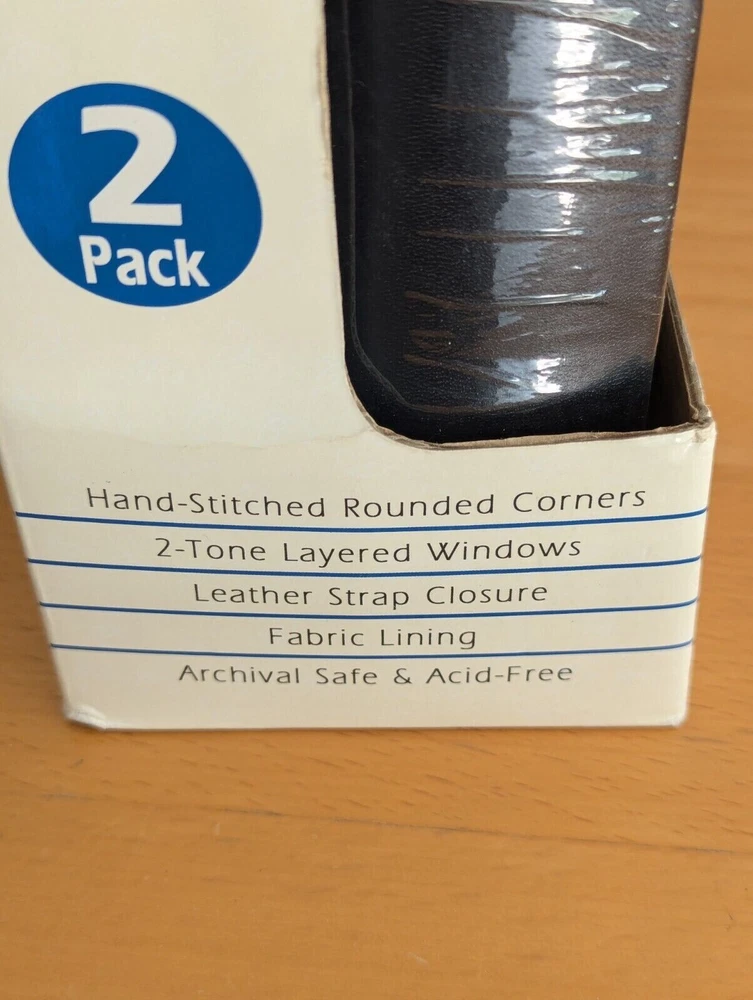 2
Pack
Hand-Stitched Rounded Corners
2-Tone Layered Windows
Leather Strap Closure
Fabric Lining
Archival Safe & Acid-Free